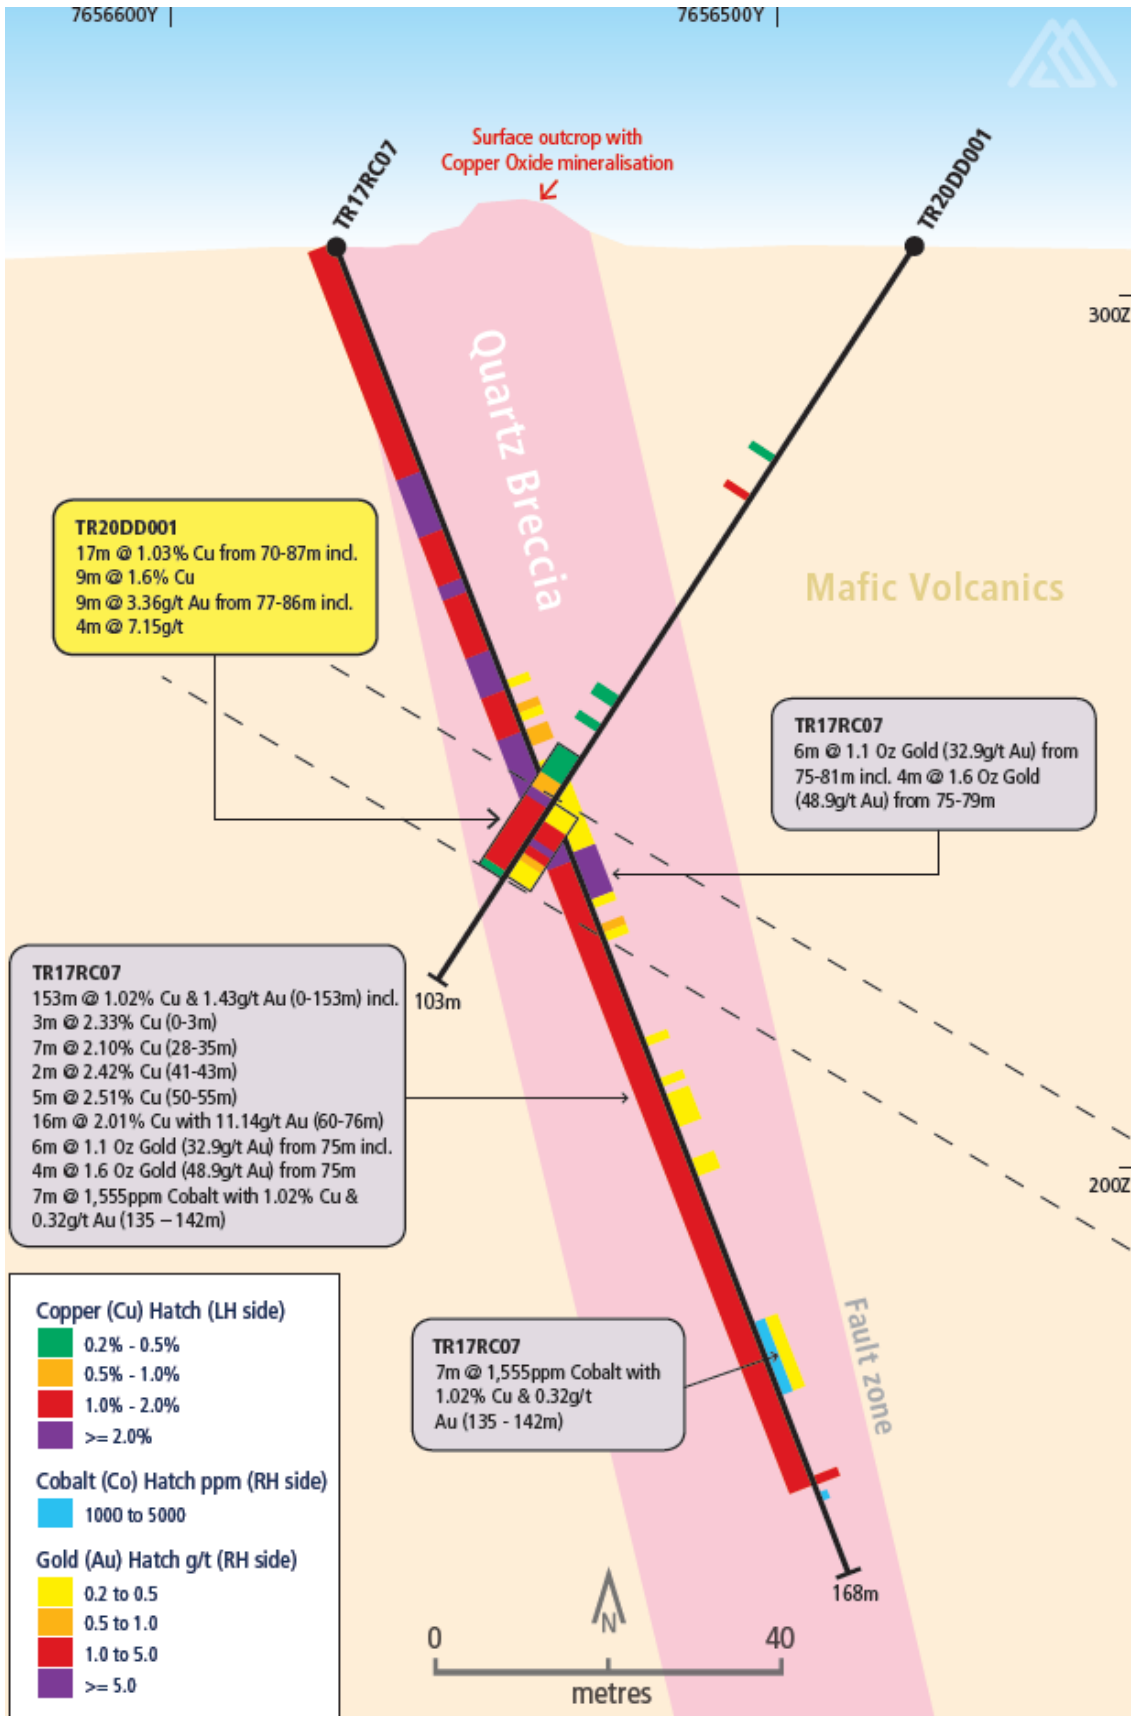 7656600Y
7656500Y
Surface outcrop with
Copper Oxide mineralisation
TR17RC07
TR20DD001
300Z
Quartz Breccia
Mafic Volcanics
TR20DD001
17m @ 1.03% Cu from 70-87m incl.
9m @ 1.6% Cu
9m @ 3.36g/t Au from 77-86m incl.
4m @ 7.15g/t
TR17RC07
6m @ 1.1 Oz Gold (32.9g/t Au) from
75-81m incl. 4m @ 1.6 Oz Gold
(48.9g/t Au) from 75-79m
TR17RC07
153m @ 1.02% Cu & 1.43g/t Au (0-153m) incl.
3m @ 2.33% Cu (0-3m)
7m @ 2.10% Cu (28-35m)
2m @ 2.42% Cu (41-43m)
5m @ 2.51% Cu (50-55m)
16m @ 2.01% Cu with 11.14g/t Au (60-76m)
6m @ 1.1 Oz Gold (32.9g/t Au) from 75m incl.
4m @ 1.6 Oz Gold (48.9g/t Au) from 75m
7m @ 1,555ppm Cobalt with 1.02% Cu &
0.32g/t Au (135 – 142m)
103m
200Z
TR17RC07
7m @ 1,555ppm Cobalt with
1.02% Cu & 0.32g/t
Au (135 - 142m)
Fault zone
168m
Copper (Cu) Hatch (LH side)
0.2% - 0.5%
0.5% - 1.0%
1.0% - 2.0%
>= 2.0%
Cobalt (Co) Hatch ppm (RH side)
1000 to 5000
Gold (Au) Hatch g/t (RH side)
0.2 to 0.5
0.5 to 1.0
1.0 to 5.0
>= 5.0
N
0
40
metres